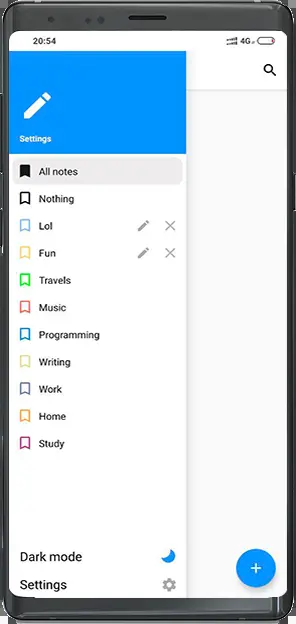 20:54
4G
Settings
All notes
Nothing
Lol
Fun
Travels
Music
Programming
Writing
Work
Home
Study
Dark mode
Settings